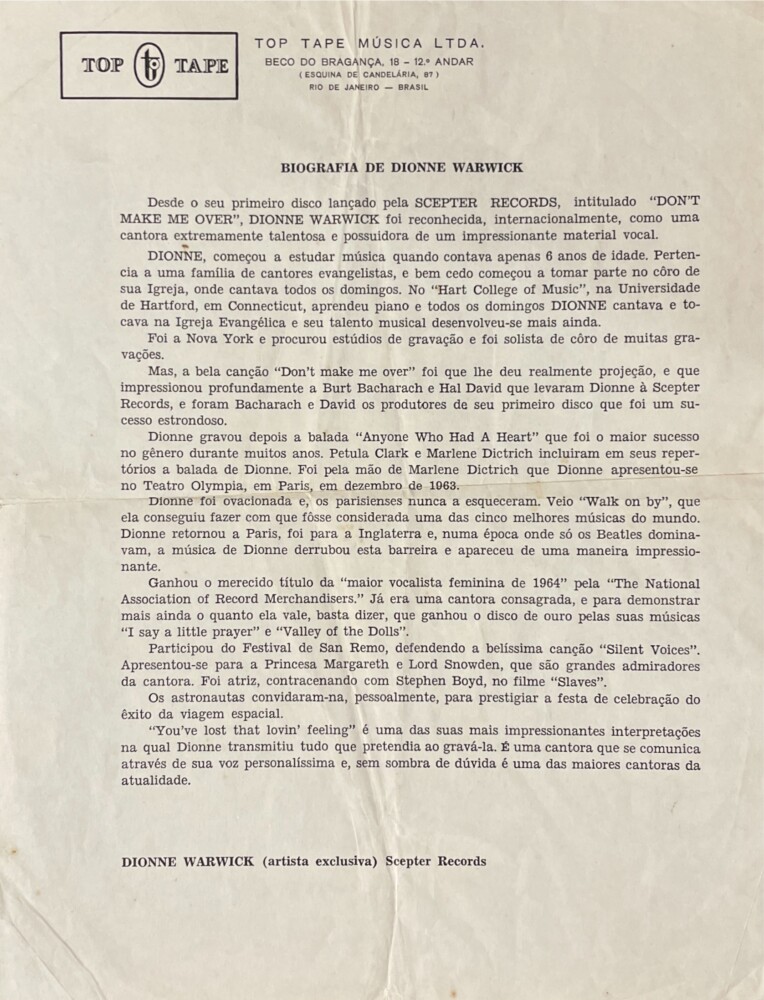 TOP tt TAPE
TOP TAPE MÚSICA LTDA.
BECO DO BRAGANÇA, 18 – 12.º ANDAR
( ESQUINA DE CANDELÁRIA, 87 )
RIO DE JANEIRO — BRASIL
BIOGRAFIA DE DIONNE WARWICK
Desde o seu primeiro disco lançado pela SCEPTER RECORDS, intitulado "DON'T
MAKE ME OVER", DIONNE WARWICK foi reconhecida, internacionalmente, como uma
cantora extremamente talentosa e possuidora de um impressionante material vocal.
DIONNE, começou a estudar música quando contava apenas 6 anos de idade. Perten-
cia a uma família de cantores evangelistas, e bem cedo começou a tomar parte no côro de
sua Igreja, onde cantava todos os domingos. No "Hart College of Music", na Universidade
de Hartford, em Connecticut, aprendeu piano e todos os domingos DIONNE cantava e to-
cava na Igreja Evangélica e seu talento musical desenvolveu-se mais ainda.
Foi a Nova York e procurou estúdios de gravação e foi solista de côro de muitas gra-
vações.
Mas, a bela canção "Don't make me over" foi que lhe deu realmente projeção, e que
impressionou profundamente a Burt Bacharach e Hal David que levaram Dionne à Scepter
Records, e foram Bacharach e David os produtores de seu primeiro disco que foi um su-
cesso estrondoso.
Dionne gravou depois a balada "Anyone Who Had A Heart" que foi o maior sucesso
no gênero durante muitos anos. Petula Clark e Marlene Dictrich incluiram em seus reper-
tórios a balada de Dionne. Foi pela mão de Marlene Dictrich que Dionne apresentou-se
no Teatro Olympia, em Paris, em dezembro de 1963.
Dionne foi ovacionada e, os parisienses nunca a esqueceram. Veio "Walk on by", que
ela conseguiu fazer com que fôsse considerada uma das cinco melhores músicas do mundo.
Dionne retornou a Paris, foi para a Inglaterra e, numa época onde só os Beatles domina-
vam, a música de Dionne derrubou esta barreira e apareceu de uma maneira impressio-
nante.
Ganhou o merecido título da "maior vocalista feminina de 1964" pela "The National
Association of Record Merchandisers." Já era uma cantora consagrada, e para demonstrar
mais ainda o quanto ela vale, basta dizer, que ganhou o disco de ouro pelas suas músicas
"I say a little prayer" e "Valley of the Dolls".
Participou do Festival de San Remo, defendendo a belíssima canção "Silent Voices".
Apresentou-se para a Princesa Margareth e Lord Snowden, que são grandes admiradores
da cantora. Foi atriz, contracenando com Stephen Boyd, no filme "Slaves".
Os astronautas convidaram-na, pessoalmente, para prestigiar a festa de celebração do
êxito da viagem espacial.
"You've lost that lovin' feeling" é uma das suas mais impressionantes interpretações
na qual Dionne transmitiu tudo que pretendia ao gravá-la. É uma cantora que se comunica
através de sua voz personalíssima e, sem sombra de dúvida é uma das maiores cantoras da
atualidade.
DIONNE WARWICK (artista exclusiva) Scepter Records